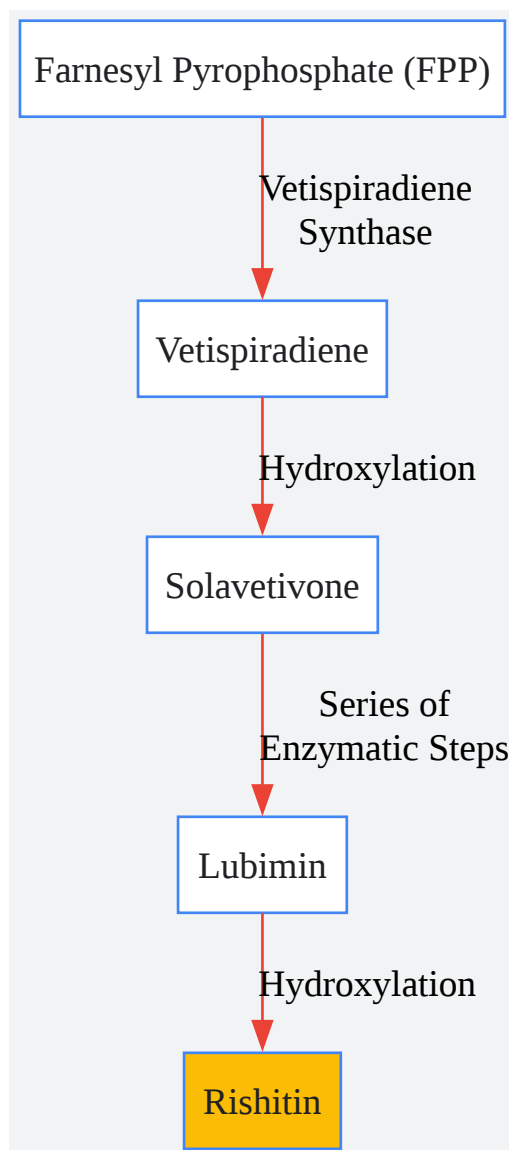 Farnesyl Pyrophosphate (FPP)
Vetispiradiene
Synthase
Vetispiradiene
Hydroxylation
Solavetivone
Series of
Enzymatic Steps
Lubimin
Hydroxylation
Rishitin